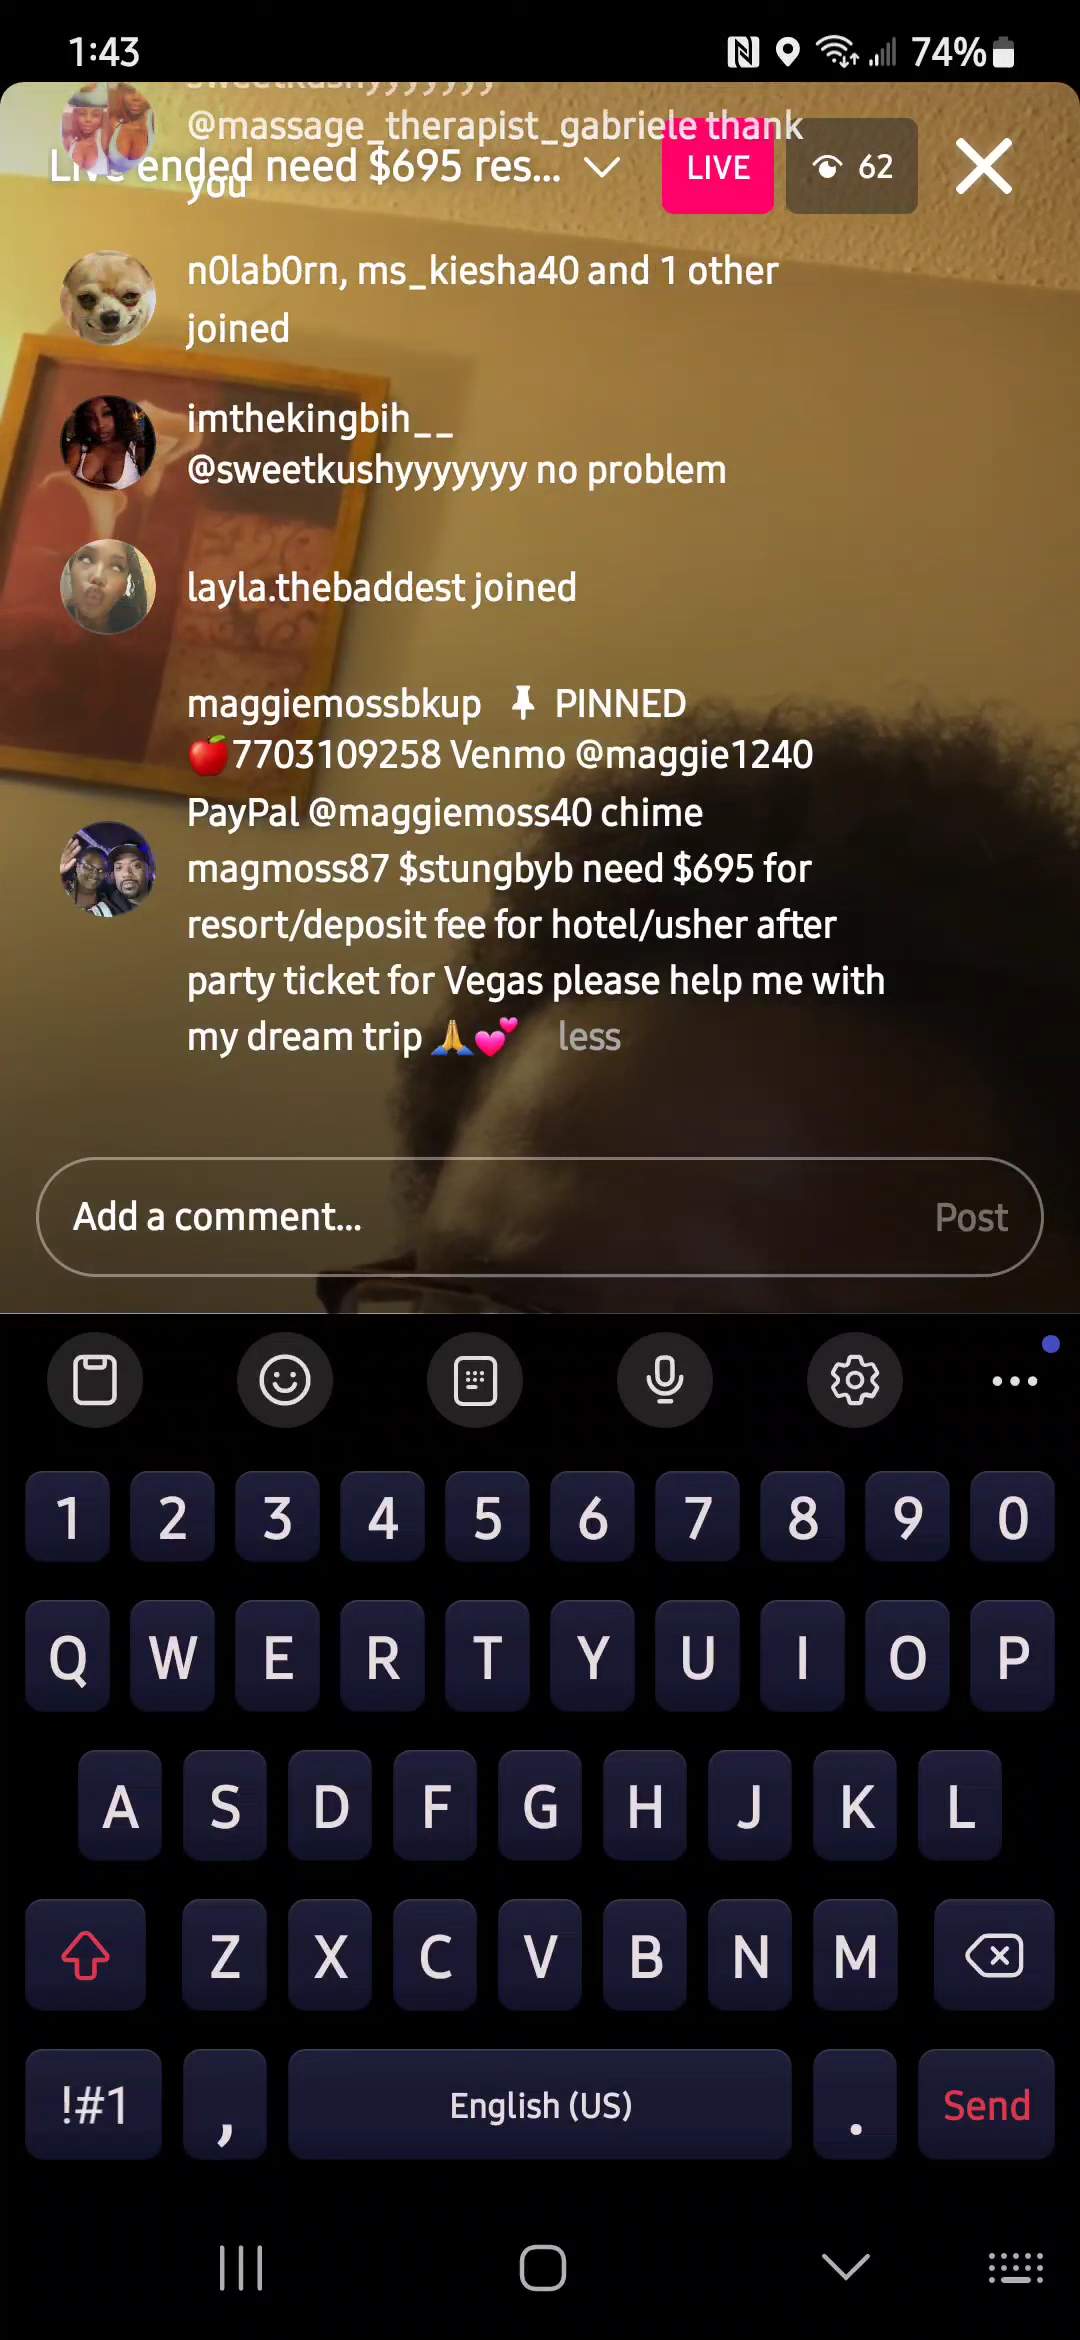 1:43
74%
sweetkushyyyyyyy
@massage_therapist_gabriele thank
you
Live ended need $695 res...
LIVE
62
n0lab0rn, ms_kiesha40 and 1 other
joined
imthekingbih__
@sweetkushyyyyyyy no problem
layla.thebaddest joined
maggiemossbkup 📌 PINNED
🍎7703109258 Venmo @maggie1240
PayPal @maggiemoss40 chime
magmoss87 $stungbyb need $695 for
resort/deposit fee for hotel/usher after
party ticket for Vegas please help me with
my dream trip 🙏💕 less
Add a comment...
Post
1 2 3 4 5 6 7 8 9 0
Q W E R T Y U I O P
A S D F G H J K L
Z X C V B N M
!#1 , English (US) . Send